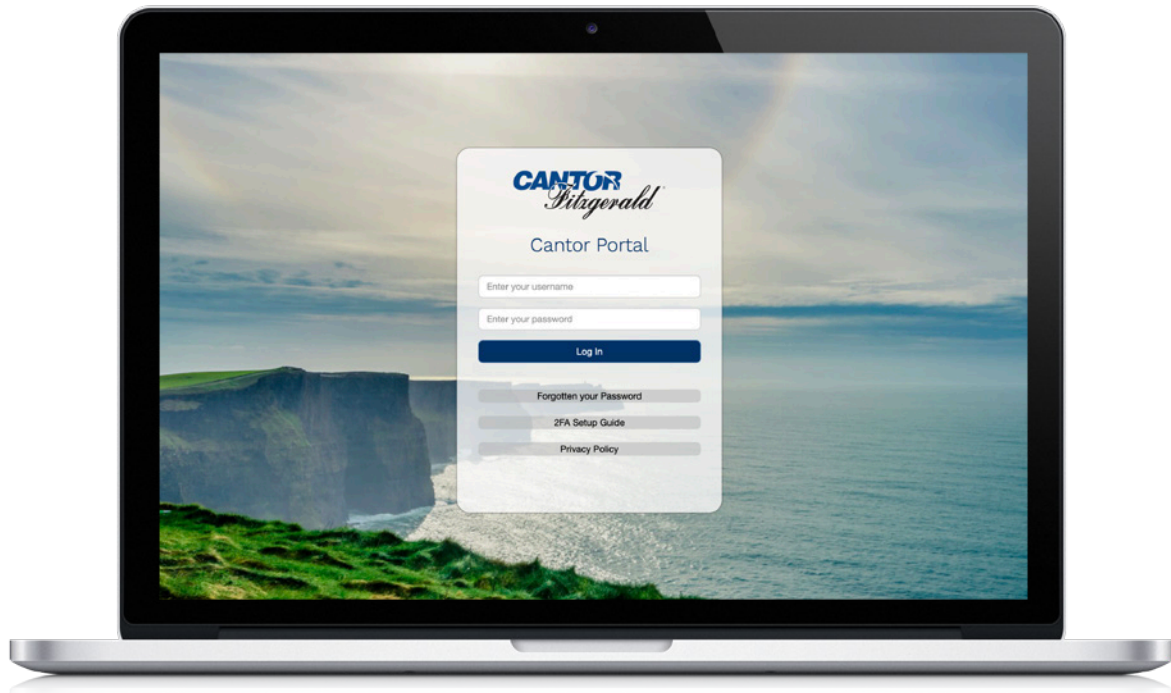 CANTOR
Fitzgerald
Cantor Portal
Enter your username
Enter your password
Log In
Forgotten your Password
2FA Setup Guide
Privacy Policy